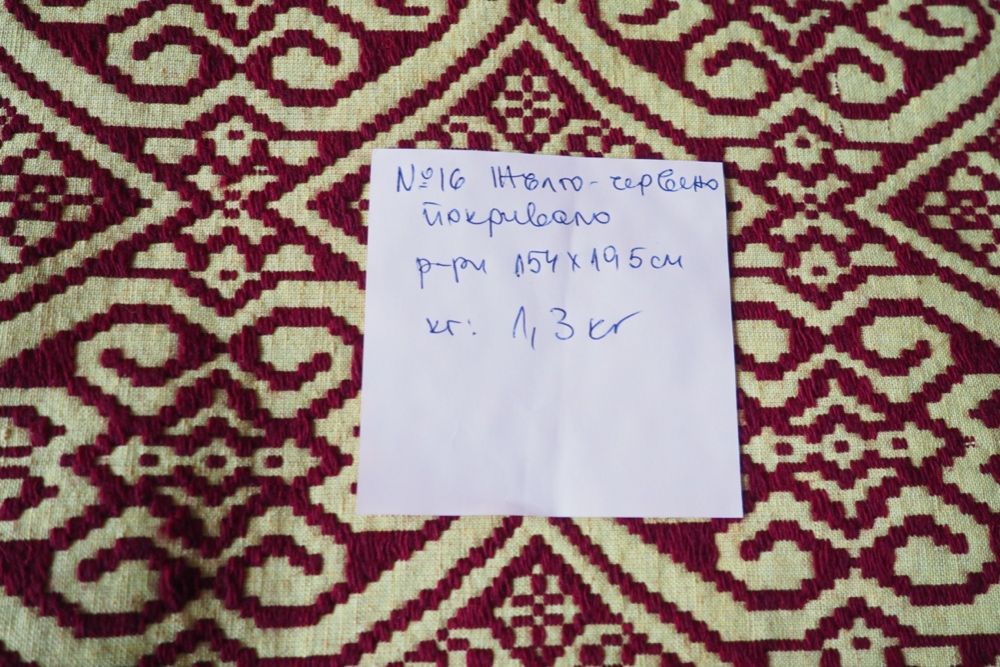 №16 Жълто-червено
покривало
р-ри 154 х 195 см
кг: 1,3 кг